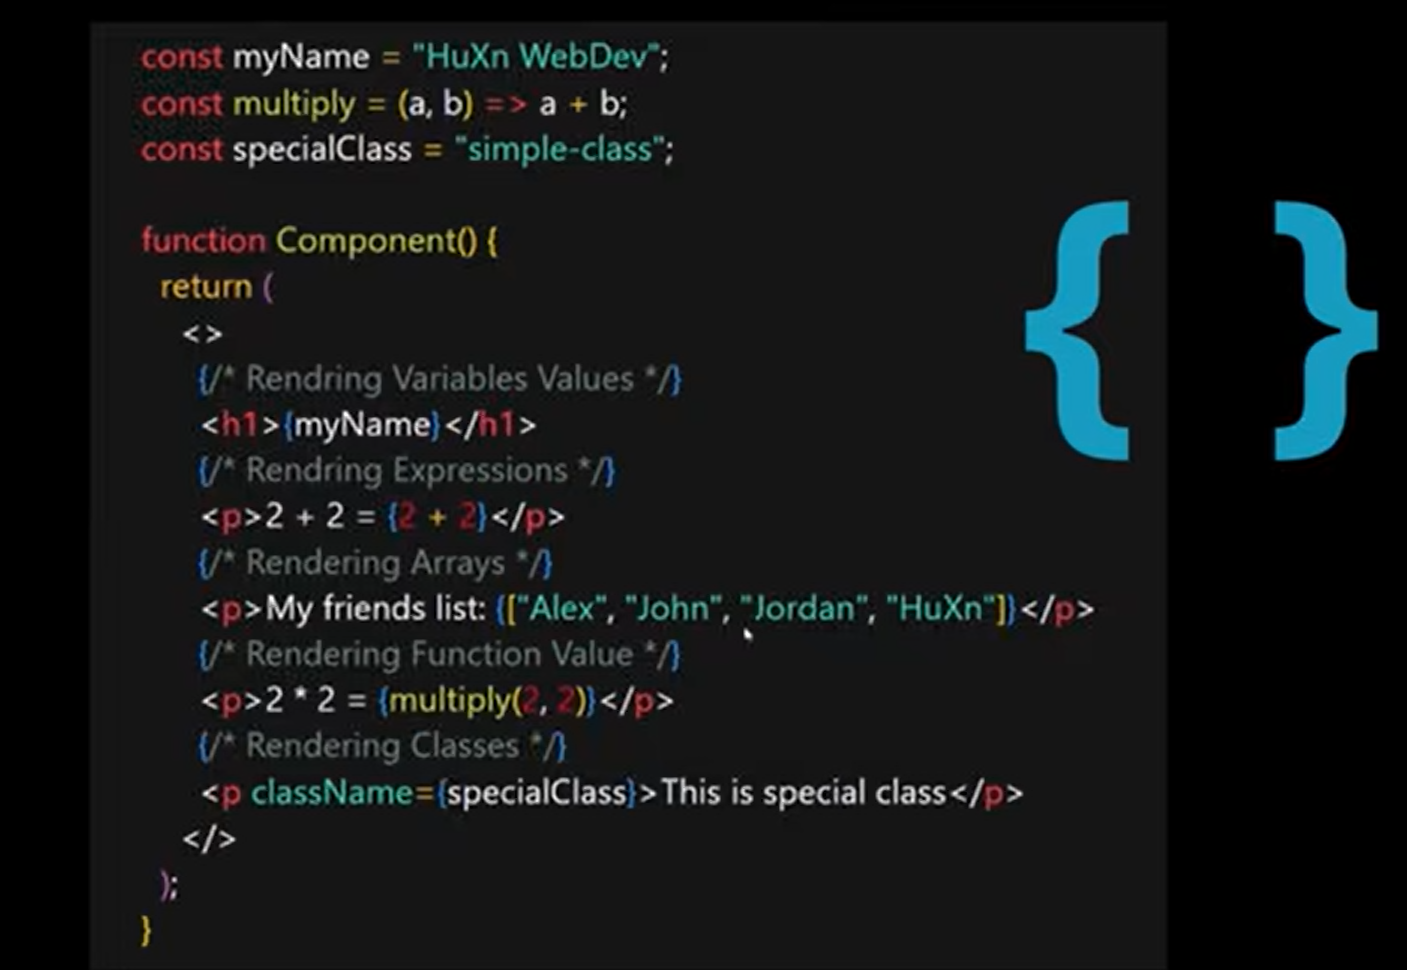 const myName = "HuXn WebDev";
const multiply = (a, b) => a + b;
const specialClass = "simple-class";
function Component() {
return (
<>
{/* Rendring Variables Values */}
<h1>{myName}</h1>
{/* Rendring Expressions */}
<p>2 + 2 = {2 + 2}</p>
{/* Rendering Arrays */}
<p>My friends list: {["Alex", "John", "Jordan", "HuXn"]}</p>
{/* Rendering Function Value */}
<p>2 * 2 = {multiply(2, 2)}</p>
{/* Rendering Classes */}
<p className={specialClass}>This is special class</p>
</>
);
}
{ }